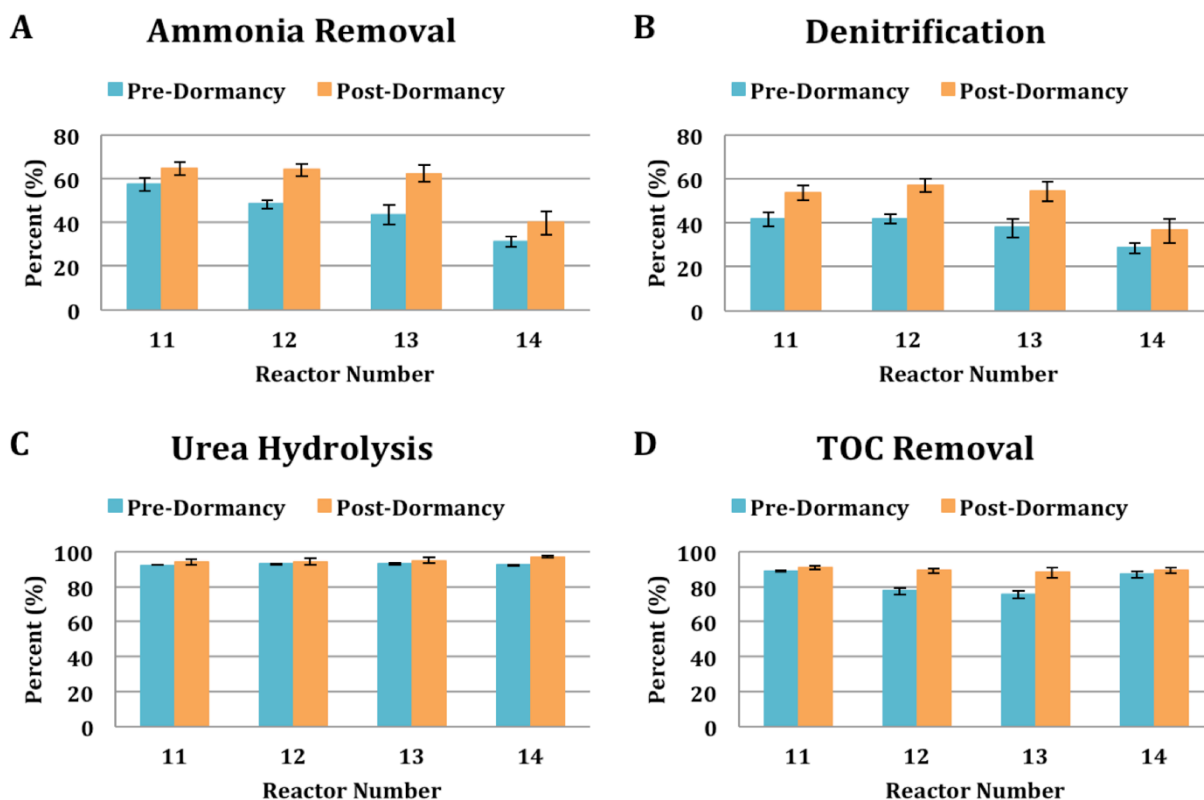 A Ammonia Removal
Pre-Dormancy Post-Dormancy
80
60
40
20
0
Percent (%)
11 12 13 14
Reactor Number
B Denitrification
Pre-Dormancy Post-Dormancy
80
60
40
20
0
Percent (%)
11 12 13 14
Reactor Number
C Urea Hydrolysis
Pre-Dormancy Post-Dormancy
100
80
60
40
20
0
Percent (%)
11 12 13 14
Reactor Number
D TOC Removal
Pre-Dormancy Post-Dormancy
100
80
60
40
20
0
Percent (%)
11 12 13 14
Reactor Number